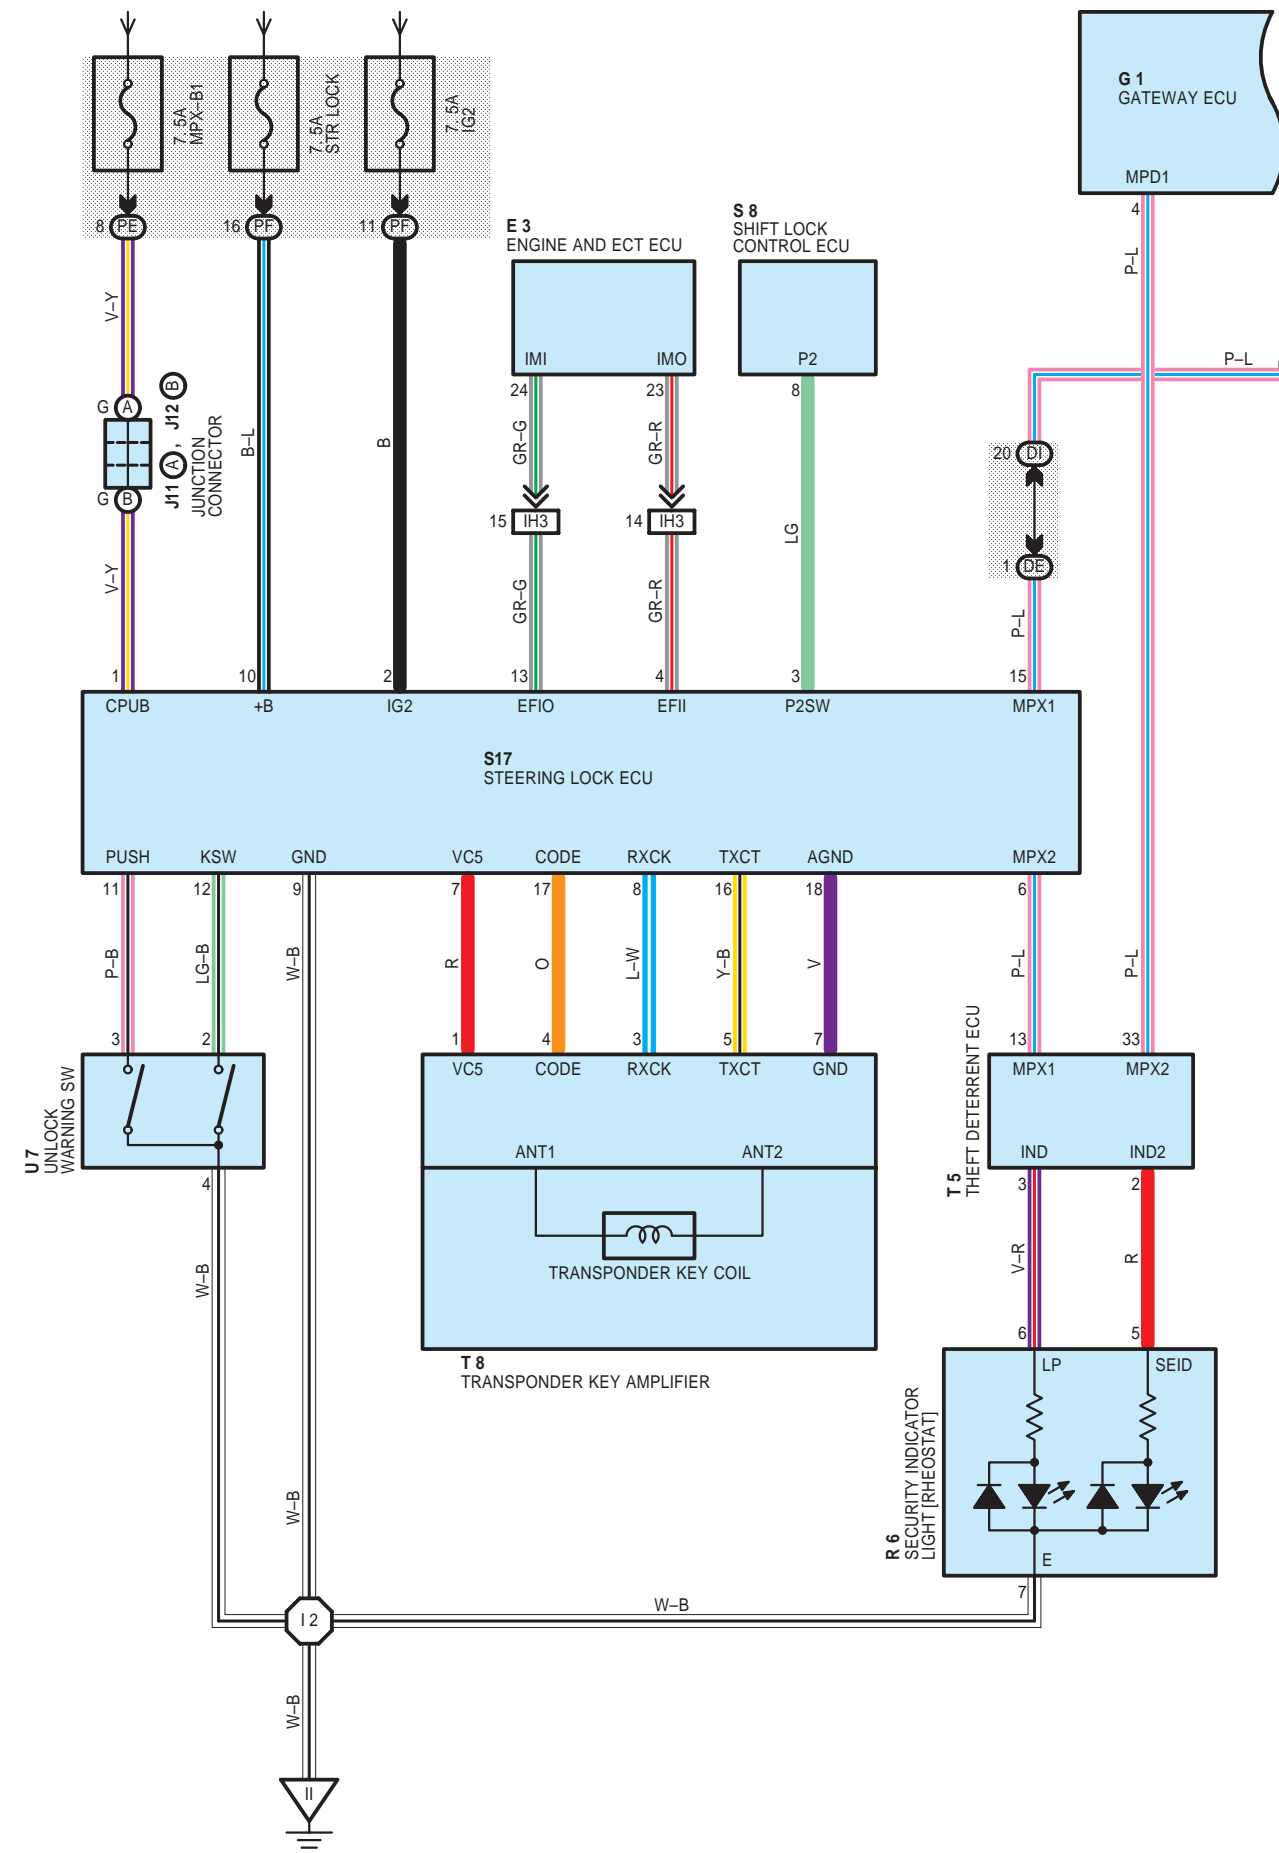 7. 5A
MPX–B1
7. 5A
STR LOCK
7. 5A
IG2
G 1
GATEWAY ECU
MPD1
4
8 PE
16 PF
11 PF
E 3
ENGINE AND ECT ECU
S 8
SHIFT LOCK
CONTROL ECU
V–Y
P–L
IMI
IMO
P2
P–L
24
23
8
G A
J11 A , J12 B
JUNCTION
CONNECTOR
G B
B–L
B
GR–G
GR–R
20 DI
15 IH3
14 IH3
LG
1 DE
V–Y
GR–G
GR–R
P–L
1
10
2
13
4
3
15
CPUB
+B
IG2
EFIO
EFII
P2SW
MPX1
S17
STEERING LOCK ECU
PUSH
KSW
GND
VC5
CODE
RXCK
TXCT
AGND
MPX2
11
12
9
7
17
8
16
18
6
P–B
LG–B
W–B
R
O
L–W
Y–B
V
P–L
P–L
3
2
1
4
3
5
7
13
33
U 7
UNLOCK
WARNING SW
VC5
CODE
RXCK
TXCT
GND
T 5
THEFT DETERRENT ECU
MPX1
MPX2
ANT1
ANT2
IND
IND2
4
3
2
W–B
TRANSPONDER KEY COIL
V–R
R
6
5
T 8
TRANSPONDER KEY AMPLIFIER
LP
SEID
R 6
SECURITY INDICATOR
LIGHT [RHEOSTAT]
W–B
E
7
I 2
W–B
W–B
II